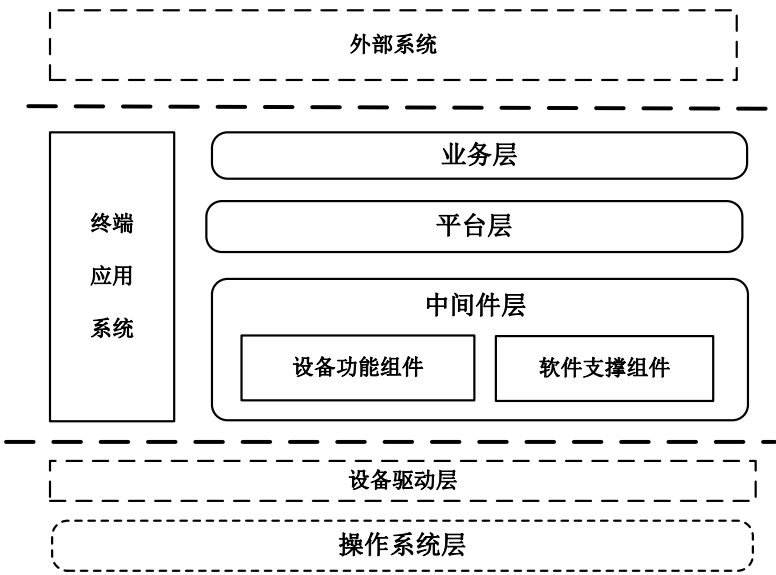 外部系统
终端
应用
系统
业务层
平台层
中间件层
设备功能组件
软件支撑组件
设备驱动层
操作系统层